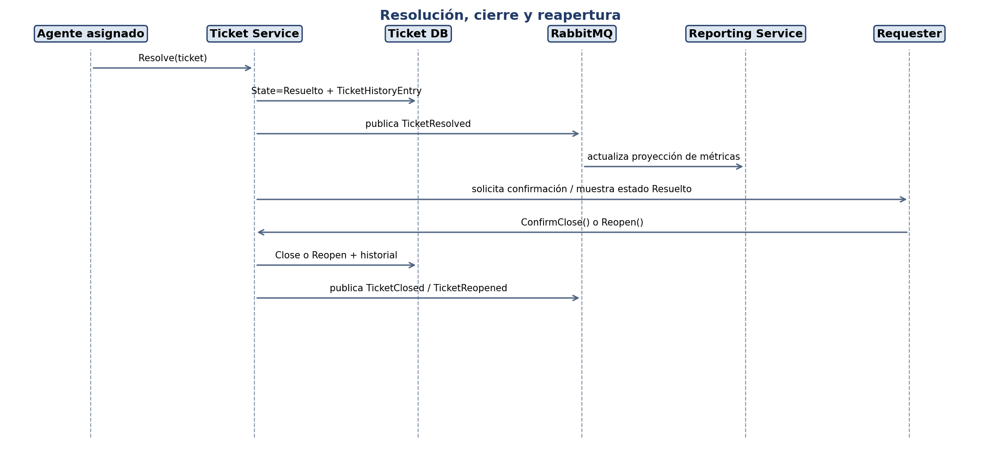 Resolución, cierre y reapertura
Agente asignado
Ticket Service
Ticket DB
RabbitMQ
Reporting Service
Requester
Resolve(ticket)
State=Resuelto + TicketHistoryEntry
publica TicketResolved
actualiza proyección de métricas
solicita confirmación / muestra estado Resuelto
ConfirmClose() o Reopen()
Close o Reopen + historial
publica TicketClosed / TicketReopened